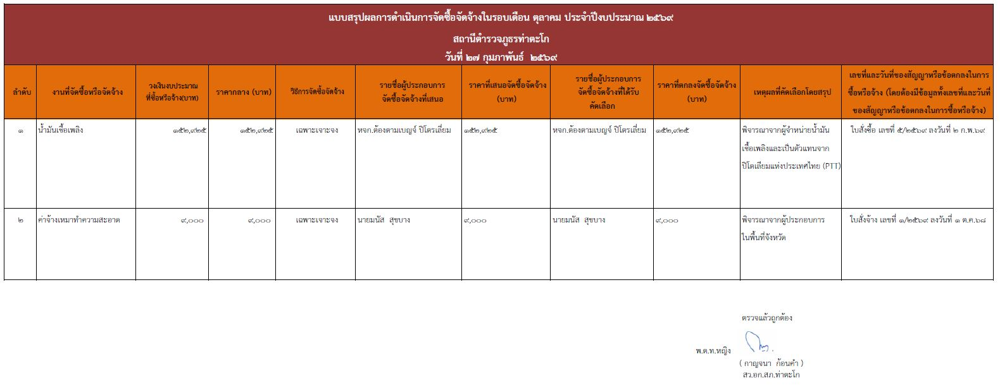 แบบสรุปผลการดำเนินการจัดซื้อจัดจ้างในรอบเดือน ตุลาคม ประจำปีงบประมาณ ๒๕๖๙
สถานีตำรวจภูธรท่าตะโก
วันที่ ๒๗ กุมภาพันธ์ ๒๕๖๙
ลำดับ
งานที่จัดซื้อหรือจัดจ้าง
วงเงินงบประมาณ
ที่ซื้อหรือจ้าง(บาท)
ราคากลาง (บาท)
วิธีการจัดซื้อจัดจ้าง
รายชื่อผู้ประกอบการ
จัดซื้อจัดจ้างที่เสนอ
ราคาที่เสนอจัดซื้อจัดจ้าง
(บาท)
รายชื่อผู้ประกอบการ
จัดซื้อจัดจ้างที่ได้รับ
คัดเลือก
ราคาที่ตกลงจัดซื้อจัดจ้าง
(บาท)
เหตุผลที่คัดเลือกโดยสรุป
เลขที่และวันที่ของสัญญาหรือข้อตกลงในการ
ซื้อหรือจ้าง (โดยต้องมีข้อมูลทั้งเลขที่และวันที่
ของสัญญาหรือข้อตกลงในการซื้อหรือจ้าง)
๑ น้ำมันเชื้อเพลิง ๑๕๒,๙๒๕ ๑๕๒,๙๒๕ เฉพาะเจาะจง หจก.ต้องตามเบญจ์ ปิโตรเลี่ยม ๑๕๒,๙๒๕ หจก.ต้องตามเบญจ์ ปิโตรเลี่ยม ๑๕๒,๙๒๕ พิจารณาจากผู้จำหน่ายน้ำมัน ใบสั่งซื้อ เลขที่ ๕/๒๕๖๙ ลงวันที่ ๒ ก.พ.๖๙
เชื้อเพลิงและเป็นตัวแทนจาก
ปิโตเลียมแห่งประเทศไทย (PTT)
๒ ค่าจ้างเหมาทำความสะอาด ๙,๐๐๐ ๙,๐๐๐ เฉพาะเจาะจง นายมนัส สุขบาง ๙,๐๐๐ นายมนัส สุขบาง ๙,๐๐๐ พิจารณาจากผู้ประกอบการ ใบสั่งจ้าง เลขที่ ๑/๒๕๖๙ ลงวันที่ ๑ ต.ค.๖๘
ในพื้นที่จังหวัด
ตรวจแล้วถูกต้อง
พ.ต.ท.หญิง
( กาญจนา ก้อนคำ )
สว.อก.สภ.ท่าตะโก